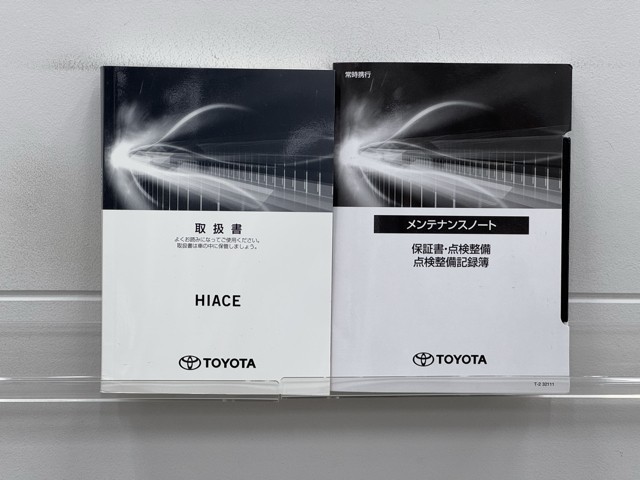 取扱書
よくお読みになってご使用ください。
取扱書は車の中に保管しましょう。
HIACE
TOYOTA
常時携行
メンテナンスノート
保証書・点検整備
点検整備記録簿
TOYOTA
T-E 30111